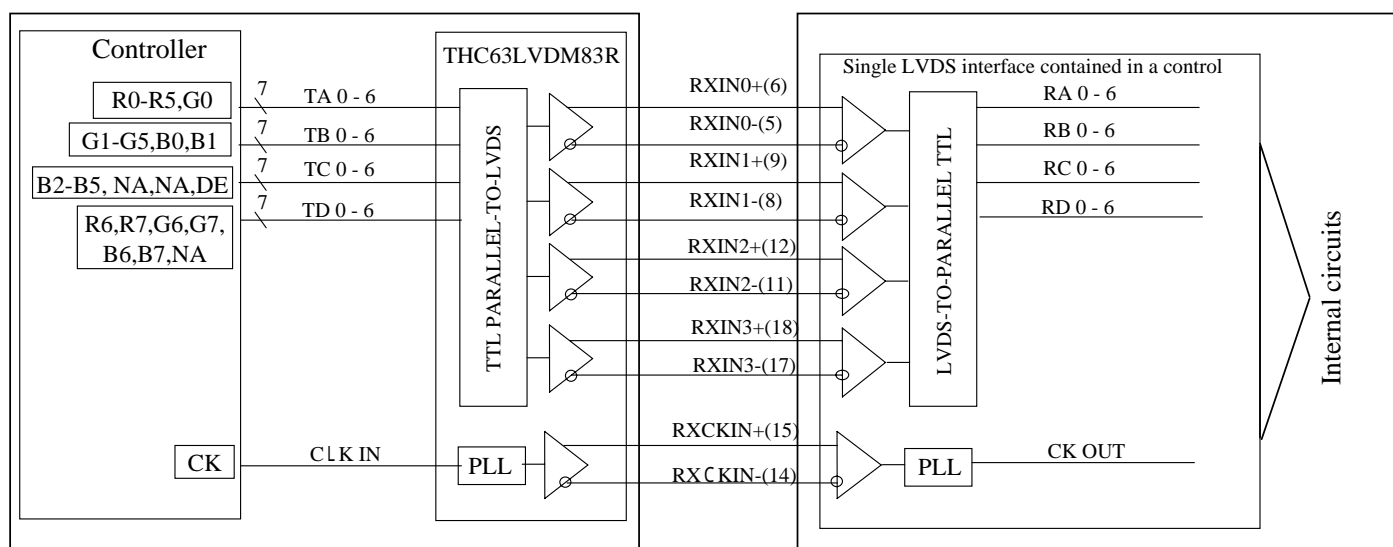 Controller
R0-R5,G0
G1-G5,B0,B1
B2-B5, NA,NA,DE
R6,R7,G6,G7,
B6,B7,NA
CK
7
TA 0 - 6
7
TB 0 - 6
7
TC 0 - 6
7
TD 0 - 6
CLK IN
THC63LVDM83R
TTL PARALLEL-TO-LVDS
PLL
RXIN0+(6)
RXIN0-(5)
RXIN1+(9)
RXIN1-(8)
RXIN2+(12)
RXIN2-(11)
RXIN3+(18)
RXIN3-(17)
RXCKIN+(15)
RXCKIN-(14)
Single LVDS interface contained in a control
LVDS-TO-PARALLEL TTL
PLL
RA 0 - 6
RB 0 - 6
RC 0 - 6
RD 0 - 6
CK OUT
Internal circuits